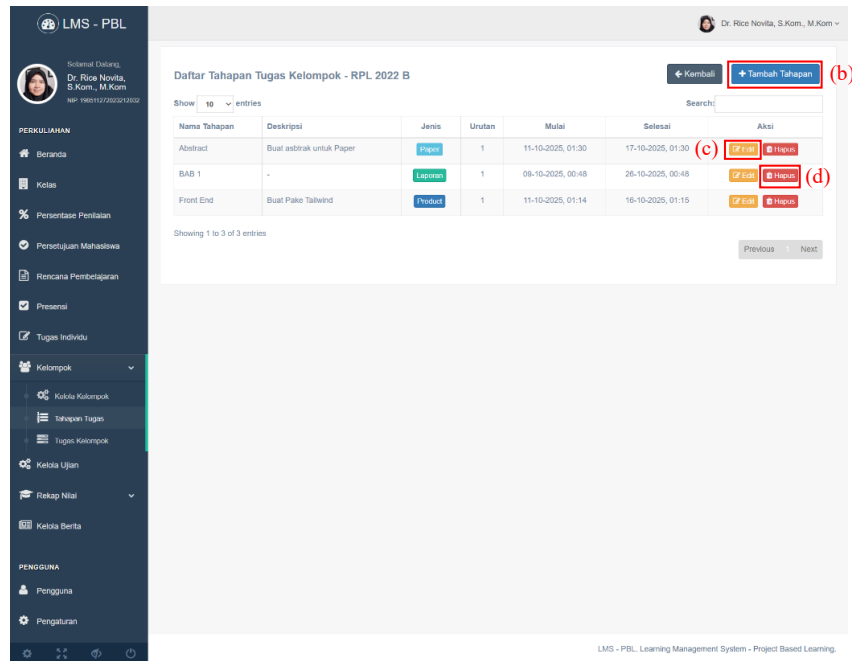 LMS - PBL
Dr. Rice Novita, S.Kom., M.Kom
Selamat Datang,
Dr. Rice Novita,
S.Kom., M.Kom
NIP 198511272023212032
PERKULIAHAN
Beranda
Kelas
Persentase Penilaian
Persetujuan Mahasiswa
Rencana Pembelajaran
Presensi
Tugas Individu
Kelompok
Kelola Kelompok
Tahapan Tugas
Tugas Kelompok
Kelola Ujian
Rekap Nilai
Kelola Berita
PENGGUNA
Pengguna
Pengaturan
Daftar Tahapan Tugas Kelompok - RPL 2022 B
Kembali
+ Tambah Tahapan (b)
Show 10 entries Search:
Nama Tahapan Deskripsi Jenis Urutan Mulai Selesai Aksi
Abstract Buat asbtrak untuk Paper Paper 1 11-10-2025, 01:30 17-10-2025, 01:30 (c) Edit Hapus
BAB 1 - Laporan 1 09-10-2025, 00:48 26-10-2025, 00:48 Edit Hapus (d)
Front End Buat Pake Tailwind Product 1 11-10-2025, 01:14 16-10-2025, 01:15 Edit Hapus
Showing 1 to 3 of 3 entries
Previous 1 Next
LMS - PBL. Learning Management System - Project Based Learning.